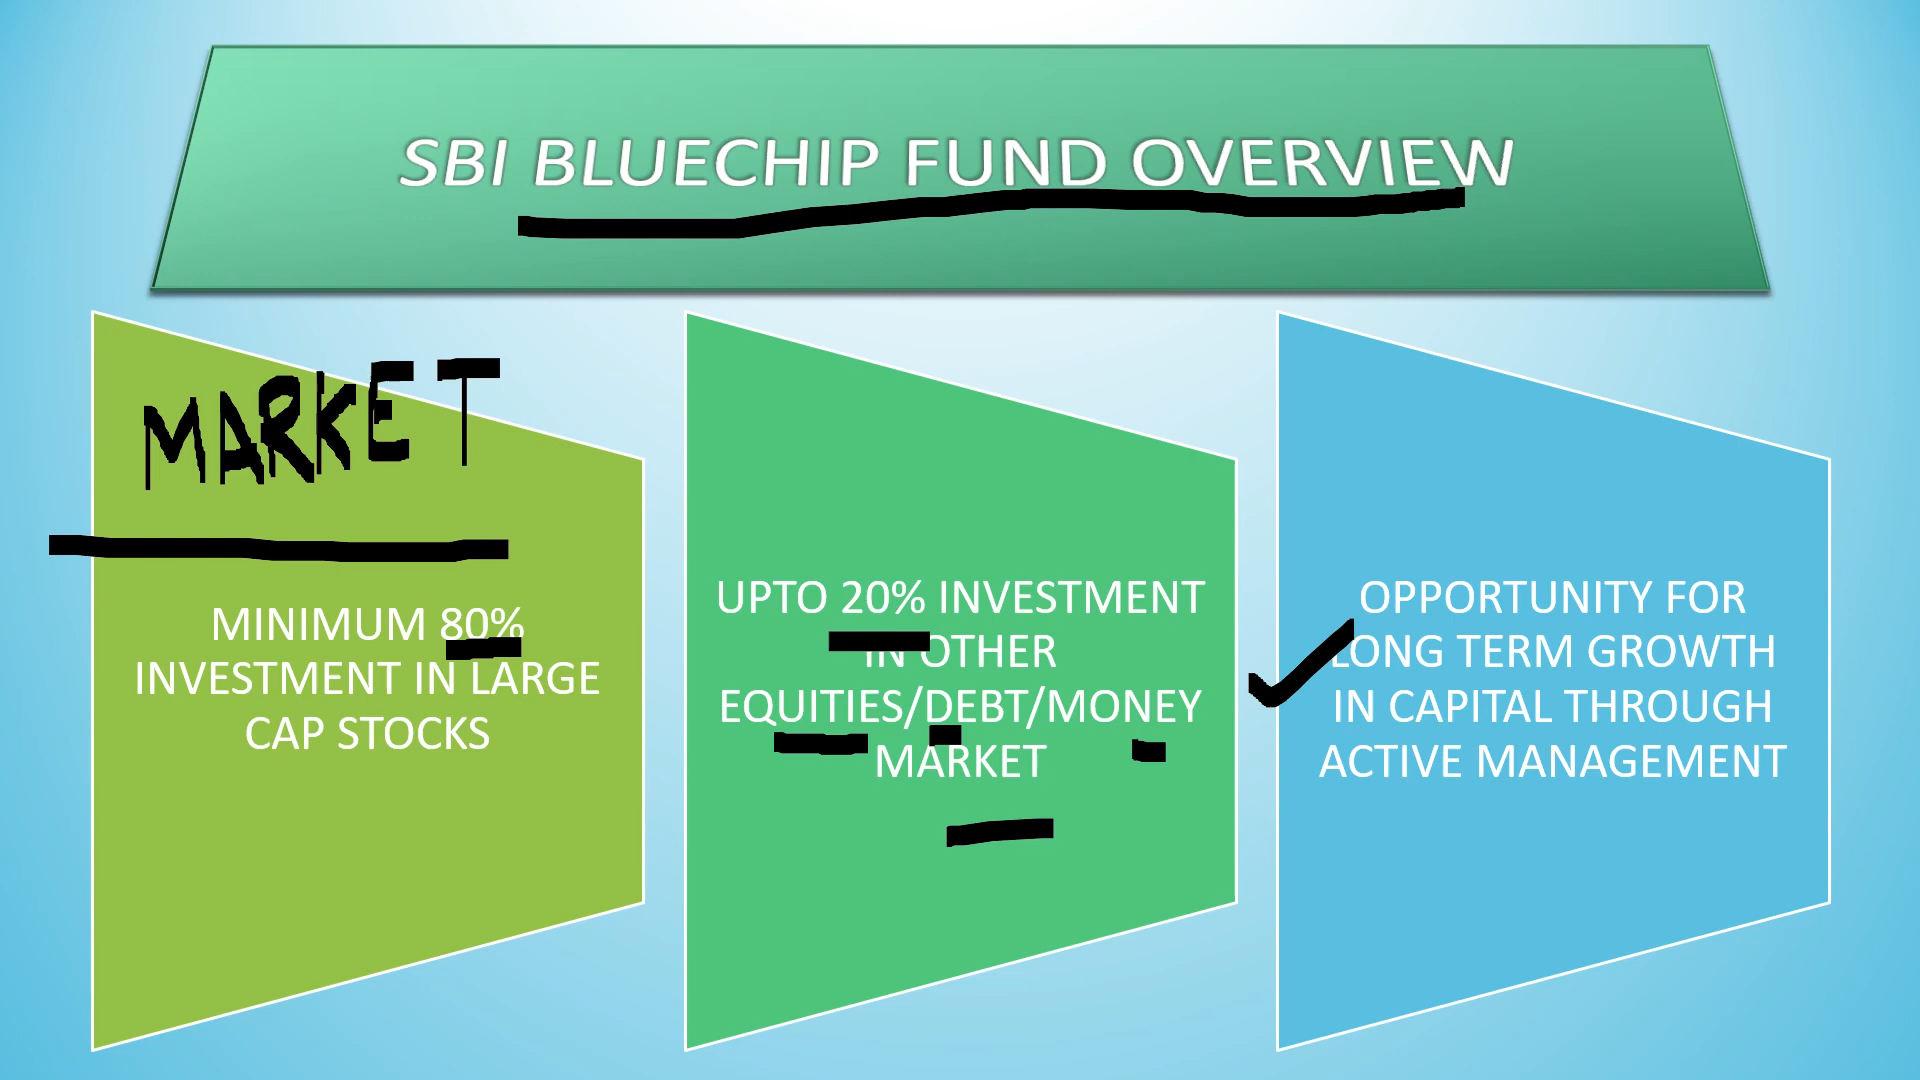 SBI BLUECHIP FUND OVERVIEW
MARKET
MINIMUM 80%
INVESTMENT IN LARGE
CAP STOCKS
UPTO 20% INVESTMENT
IN OTHER
EQUITIES/DEBT/MONEY
MARKET
OPPORTUNITY FOR
LONG TERM GROWTH
IN CAPITAL THROUGH
ACTIVE MANAGEMENT